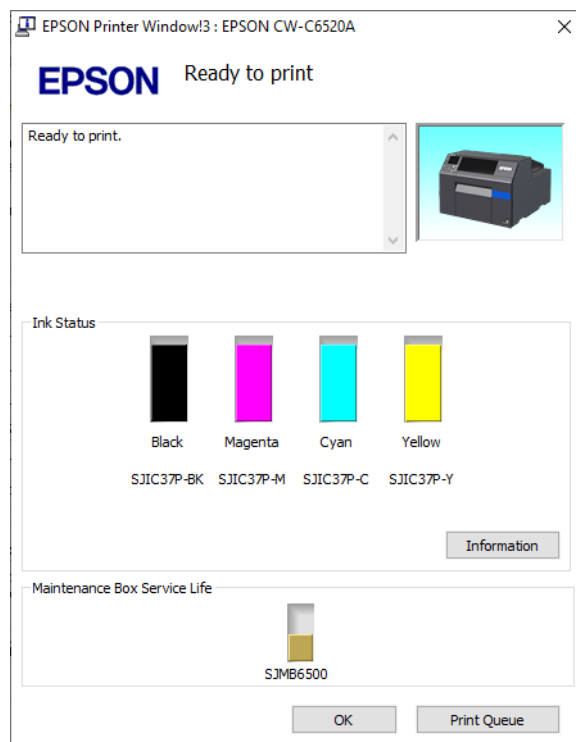 EPSON Printer Window!3 : EPSON CW-C6520A
EPSON Ready to print
Ready to print.
Ink Status
Black Magenta Cyan Yellow
SJIC37P-BK SJIC37P-M SJIC37P-C SJIC37P-Y
Information
Maintenance Box Service Life
SJMB6500
OK Print Queue